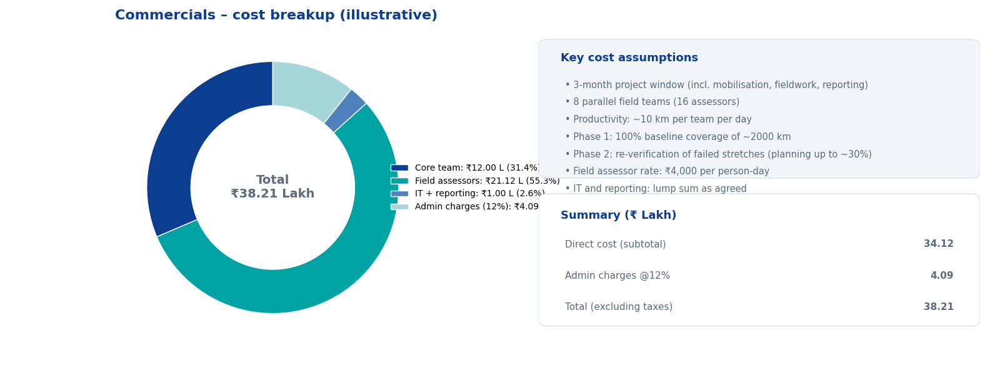 Commercials – cost breakup (illustrative)
Total
₹38.21 Lakh
Core team: ₹12.00 L (31.4%)
Field assessors: ₹21.12 L (55.3%)
IT + reporting: ₹1.00 L (2.6%)
Admin charges (12%): ₹4.09
Key cost assumptions
• 3-month project window (incl. mobilisation, fieldwork, reporting)
• 8 parallel field teams (16 assessors)
• Productivity: ~10 km per team per day
• Phase 1: 100% baseline coverage of ~2000 km
• Phase 2: re-verification of failed stretches (planning up to ~30%)
• Field assessor rate: ₹4,000 per person-day
• IT and reporting: lump sum as agreed
Summary (₹ Lakh)
Direct cost (subtotal) 34.12
Admin charges @12% 4.09
Total (excluding taxes) 38.21